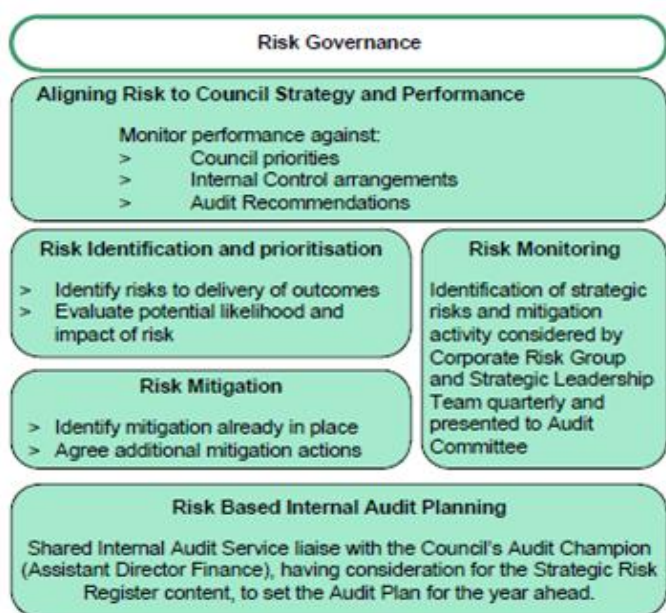 Risk Governance
Aligning Risk to Council Strategy and Performance
Monitor performance against:
> Council priorities
> Internal Control arrangements
> Audit Recommendations
Risk Identification and prioritisation
> Identify risks to delivery of outcomes
> Evaluate potential likelihood and
impact of risk
Risk Mitigation
> Identify mitigation already in place
> Agree additional mitigation actions
Risk Monitoring
Identification of strategic
risks and mitigation
activity considered by
Corporate Risk Group
and Strategic Leadership
Team quarterly and
presented to Audit
Committee
Risk Based Internal Audit Planning
Shared Internal Audit Service liaise with the Council's Audit Champion
(Assistant Director Finance), having consideration for the Strategic Risk
Register content, to set the Audit Plan for the year ahead.